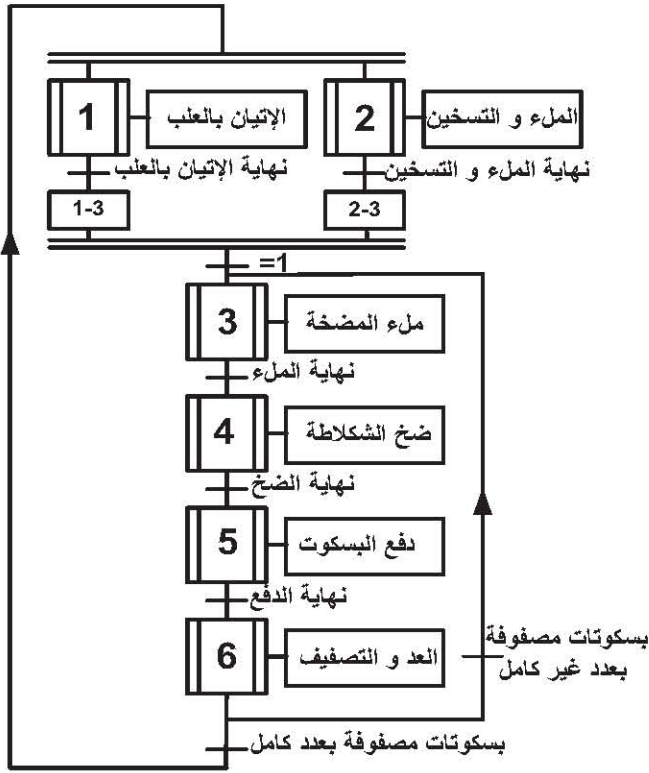 1
الإتيان بالعلب
2
الملء و التسخين
نهاية الإتيان بالعلب
نهاية الملء و التسخين
1-3
2-3
=1
3
ملء المضخة
نهاية الملء
4
ضخ الشكلاطة
نهاية الضخ
5
دفع البسكوت
نهاية الدفع
6
العد و التصفيف
بسكوتات مصفوفة
بعدد غير كامل
بسكوتات مصفوفة بعدد كامل